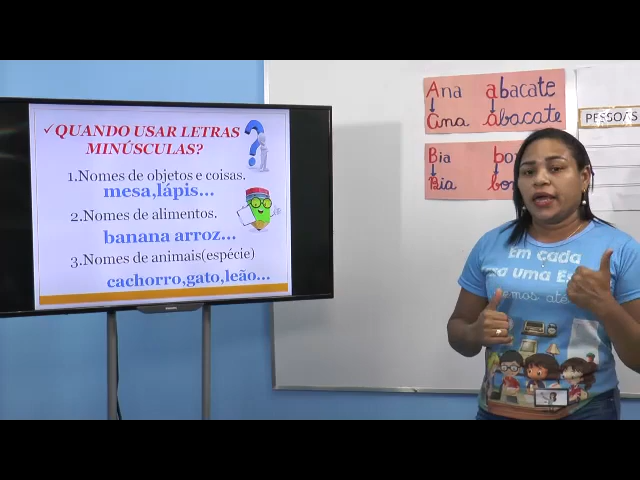 ✓QUANDO USAR LETRAS
MINÚSCULAS?
1.Nomes de objetos e coisas.
mesa,lápis...
2.Nomes de alimentos.
banana arroz...
3.Nomes de animais(espécie)
cachorro,gato,leão...
Ana abacate
Ana abacate
Bia
Bia
PESSOAS
Em cada
uma